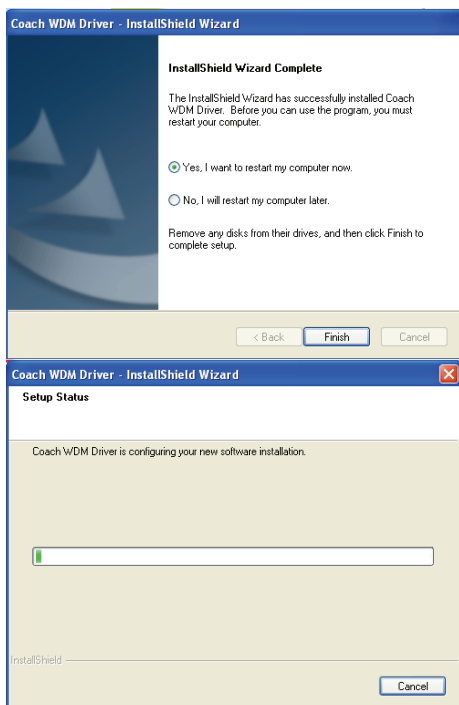 Coach WDM Driver - InstallShield Wizard
InstallShield Wizard Complete
The InstallShield Wizard has successfully installed Coach
WDM Driver. Before you can use the program, you must
restart your computer.
Yes, I want to restart my computer now.
No, I will restart my computer later.
Remove any disks from their drives, and then click Finish to
complete setup.
< Back Finish Cancel
Coach WDM Driver - InstallShield Wizard
Setup Status
Coach WDM Driver is configuring your new software installation.
InstallShield
Cancel